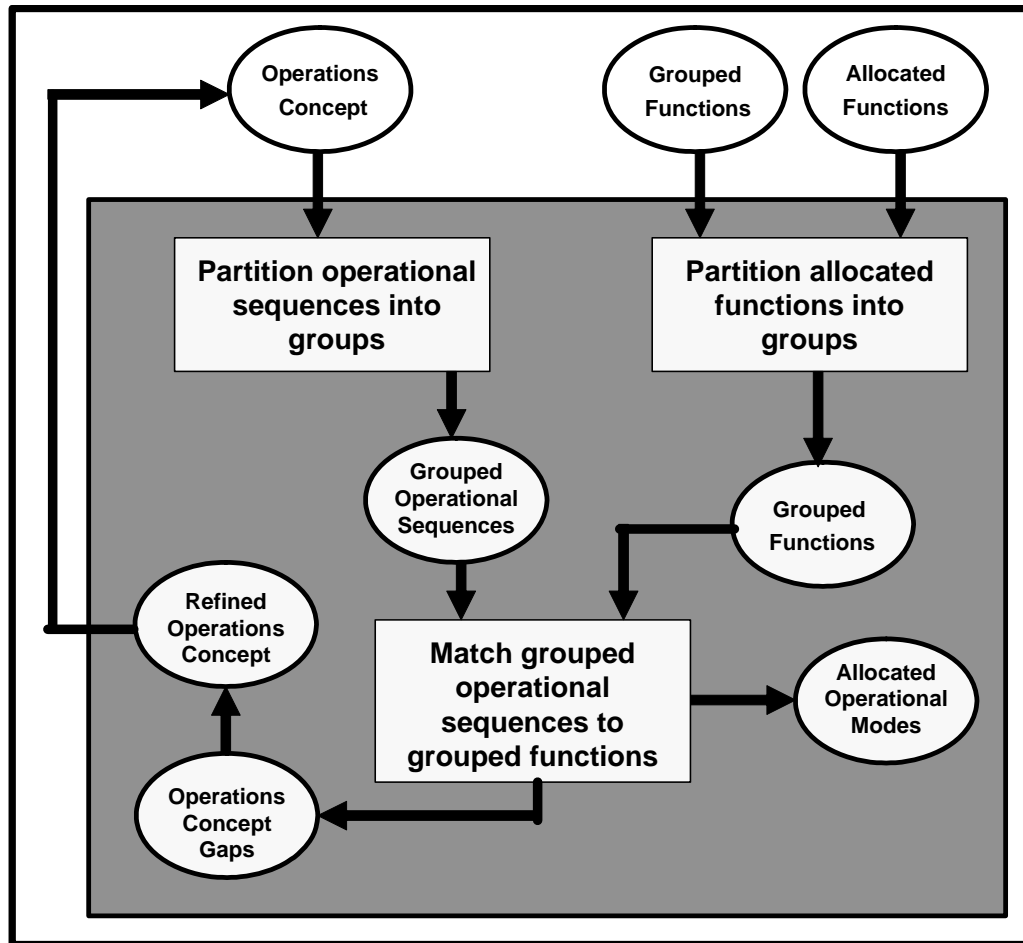 Operations
Concept
Grouped
Functions
Allocated
Functions
Partition operational
sequences into
groups
Partition allocated
functions into
groups
Grouped
Operational
Sequences
Grouped
Functions
Refined
Operations
Concept
Match grouped
operational
sequences to
grouped functions
Allocated
Operational
Modes
Operations
Concept
Gaps